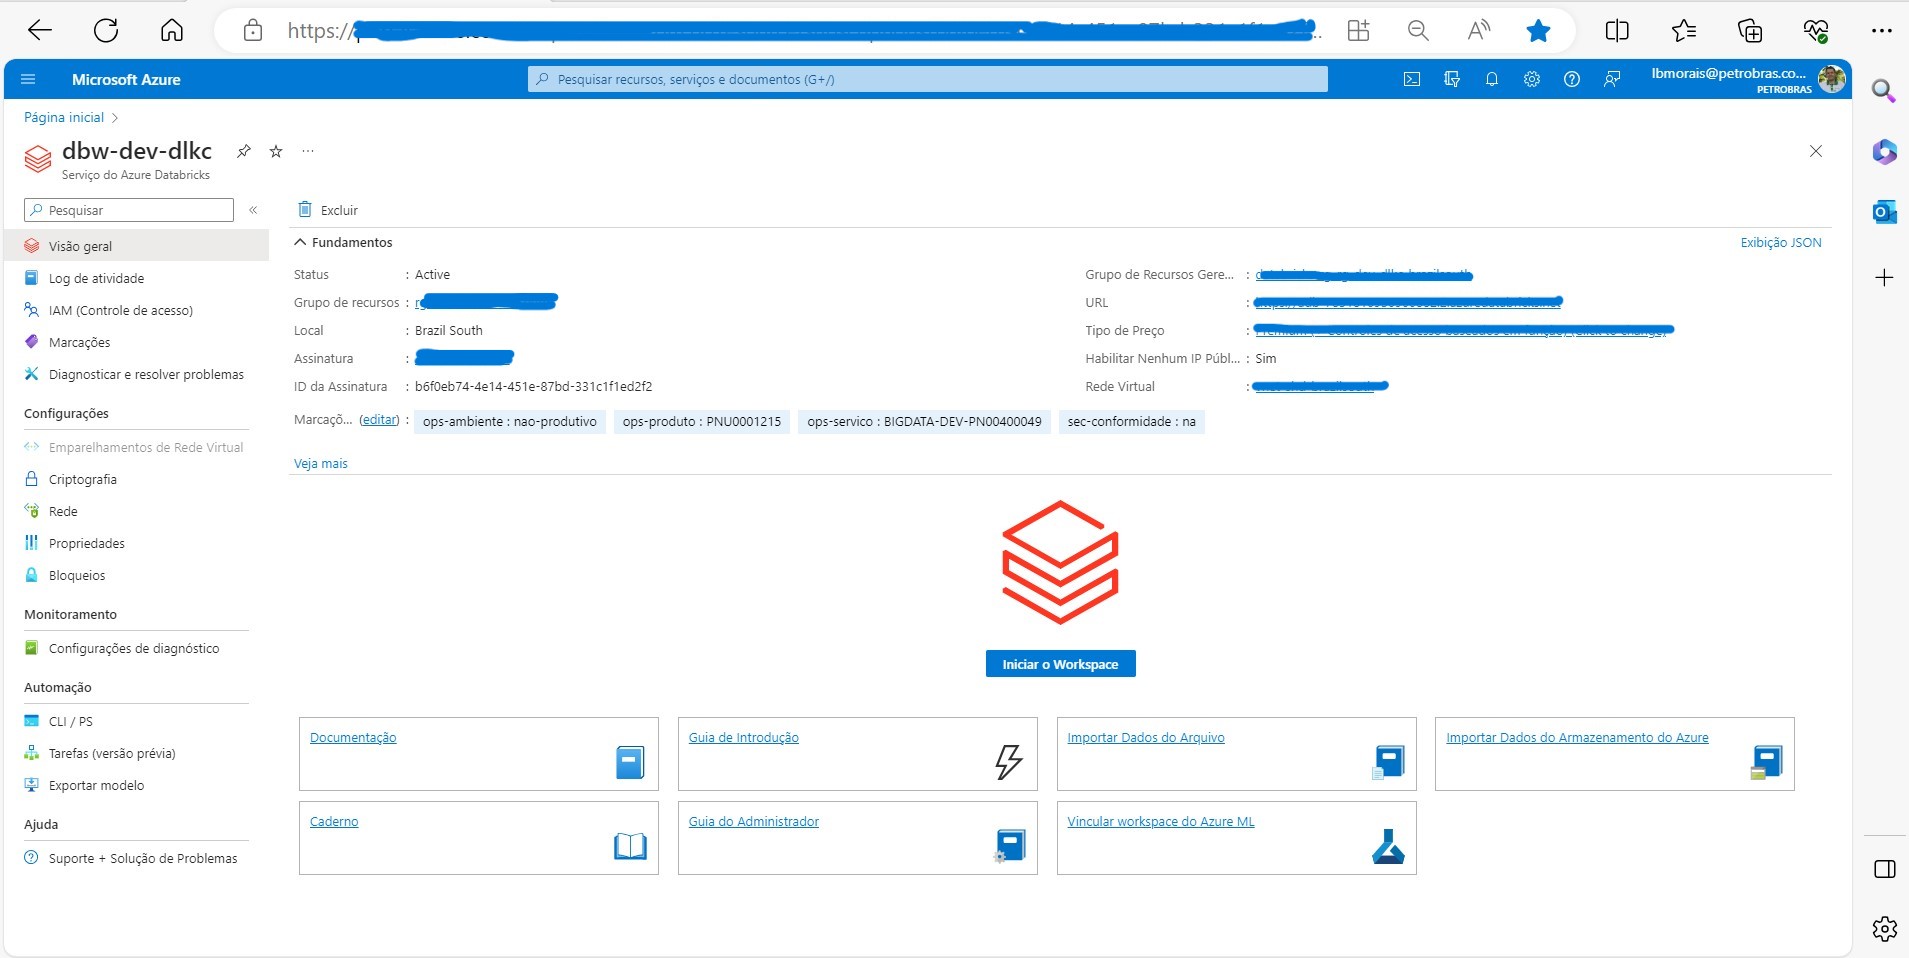 https://
Microsoft Azure
Pesquisar recursos, serviços e documentos (G+/)
lbmorais@petrobras.co...
PETROBRAS
Página inicial
dbw-dev-dlkc
Serviço do Azure Databricks
Pesquisar
Visão geral
Log de atividade
IAM (Controle de acesso)
Marcações
Diagnosticar e resolver problemas
Configurações
Emparelhamentos de Rede Virtual
Criptografia
Rede
Propriedades
Bloqueios
Monitoramento
Configurações de diagnóstico
Automação
CLI / PS
Tarefas (versão prévia)
Exportar modelo
Ajuda
Suporte + Solução de Problemas
Excluir
Fundamentos
Exibição JSON
Status : Active
Grupo de recursos :
Local : Brazil South
Assinatura :
ID da Assinatura : b6f0eb74-4e14-451e-87bd-331c1f1ed2f2
Grupo de Recursos Gere... :
URL :
Tipo de Preço :
Habilitar Nenhum IP Públ... : Sim
Rede Virtual :
Marcaçõ... (editar) : ops-ambiente : nao-produtivo ops-produto : PNU0001215 ops-servico : BIGDATA-DEV-PN00400049 sec-conformidade : na
Veja mais
Iniciar o Workspace
Documentação
Guia de Introdução
Importar Dados do Arquivo
Importar Dados do Armazenamento do Azure
Caderno
Guia do Administrador
Vincular workspace do Azure ML